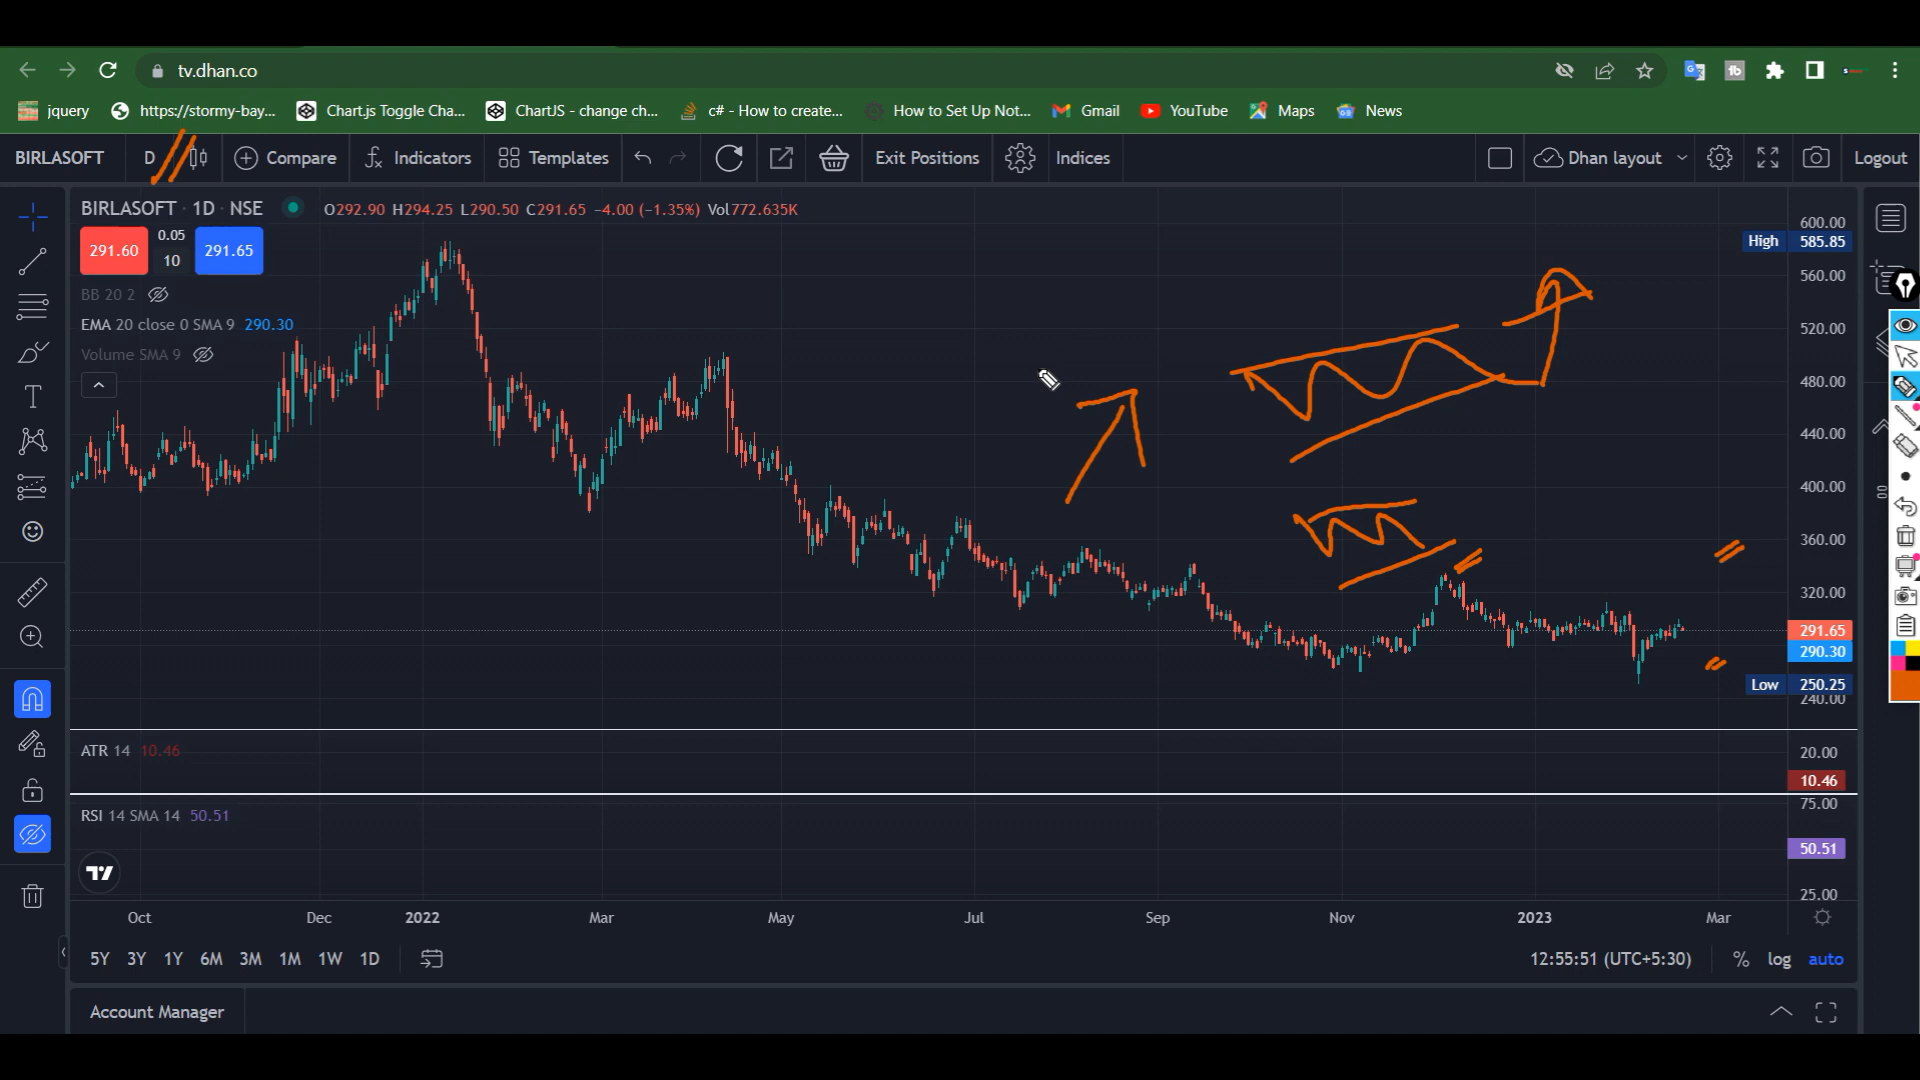 tv.dhan.co
jquery https://stormy-bay... Chart.js Toggle Cha... ChartJS - change ch... c# - How to create... How to Set Up Not... Gmail YouTube Maps News
BIRLASOFT D Compare Indicators Templates Exit Positions Indices Dhan layout Logout
BIRLASOFT · 1D · NSE O292.90 H294.25 L290.50 C291.65 −4.00 (−1.35%) Vol772.635K
291.60 0.05 10 291.65
BB 20 2
EMA 20 close 0 SMA 9 290.30
Volume SMA 9
600.00
High 585.85
560.00
520.00
480.00
440.00
400.00
360.00
320.00
291.65
290.30
Low 250.25
240.00
ATR 14 10.46
20.00
10.46
RSI 14 SMA 14 50.51
75.00
50.51
25.00
Oct Dec 2022 Mar May Jul Sep Nov 2023 Mar
5Y 3Y 1Y 6M 3M 1M 1W 1D 12:55:51 (UTC+5:30) % log auto
Account Manager